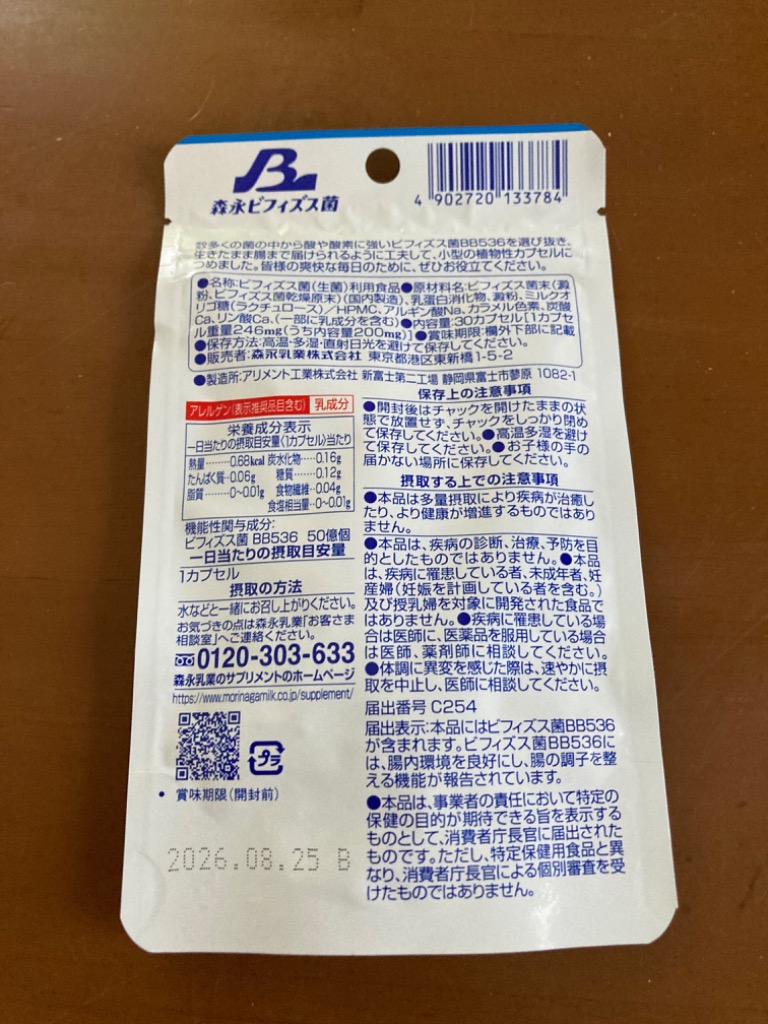 森永ビフィズス菌
4 902720 133784
数多くの菌の中から酸や酸素に強いビフィズス菌BB536を選び抜き、
生きたまま腸まで届けられるように工夫して、小型の植物性カプセルに
つめました。皆様の爽快な毎日のために、ぜひお役立てください。
●名称:ビフィズス菌(生菌)利用食品●原材料名:ビフィズス菌末(澱
粉、ビフィズス菌乾燥原末)(国内製造)、乳蛋白消化物、澱粉、ミルクオ
リゴ糖(ラクチュロース)/HPMC、アルギン酸Na、カラメル色素、炭酸
Ca、リン酸Ca、(一部に乳成分を含む)●内容量:30カプセル[1カプセ
ル重量246mg(うち内容量200mg)]●賞味期限:欄外下部に記載
●保存方法:高温・多湿・直射日光を避けて保存してください。
●販売者:森永乳業株式会社 東京都港区東新橋1-5-2
●製造所:アリメント工業株式会社 新富士第二工場 静岡県富士市蓼原 1082-1
アレルゲン(表示推奨品目含む) 乳成分
栄養成分表示
一日当たりの摂取目安量(1カプセル)当たり
熱量……0.68kcal 炭水化物……0.16g
たんぱく質…0.06g 糖質……0.12g
脂質……0〜0.01g 食物繊維…0.04g
食塩相当量…0〜0.01g
機能性関与成分:
ビフィズス菌 BB536 50億個
一日当たりの摂取目安量
1カプセル
摂取の方法
水などと一緒にお召し上がりください。
お気づきの点は森永乳業「お客さま
相談室」へご連絡ください。
0120-303-633
森永乳業のサプリメントのホームページ
https://www.morinagamilk.co.jp/supplement/
プラ
• 賞味期限(開封前)
2026.08.25 B
保存上の注意事項
●開封後はチャックを開けたままの状
態で放置せず、チャックをしっかり閉め
て保存してください。●高温多湿を避け
て保存してください。●お子様の手の
届かない場所に保存してください。
摂取する上での注意事項
●本品は多量摂取により疾病が治癒し
たり、より健康が増進するものではあり
ません。
●本品は、疾病の診断、治療、予防を目
的としたものではありません。●本品
は、疾病に罹患している者、未成年者、妊
産婦(妊娠を計画している者を含む。)
及び授乳婦を対象に開発された食品で
はありません。●疾病に罹患している場
合は医師に、医薬品を服用している場合
は医師、薬剤師に相談してください。
●体調に異変を感じた際は、速やかに摂
取を中止し、医師に相談してください。
届出番号 C254
届出表示:本品にはビフィズス菌BB536
が含まれます。ビフィズス菌BB536に
は、腸内環境を良好にし、腸の調子を整
える機能が報告されています。
●本品は、事業者の責任において特定の
保健の目的が期待できる旨を表示する
ものとして、消費者庁長官に届出された
ものです。ただし、特定保健用食品と異
なり、消費者庁長官による個別審査を受
けたものではありません。